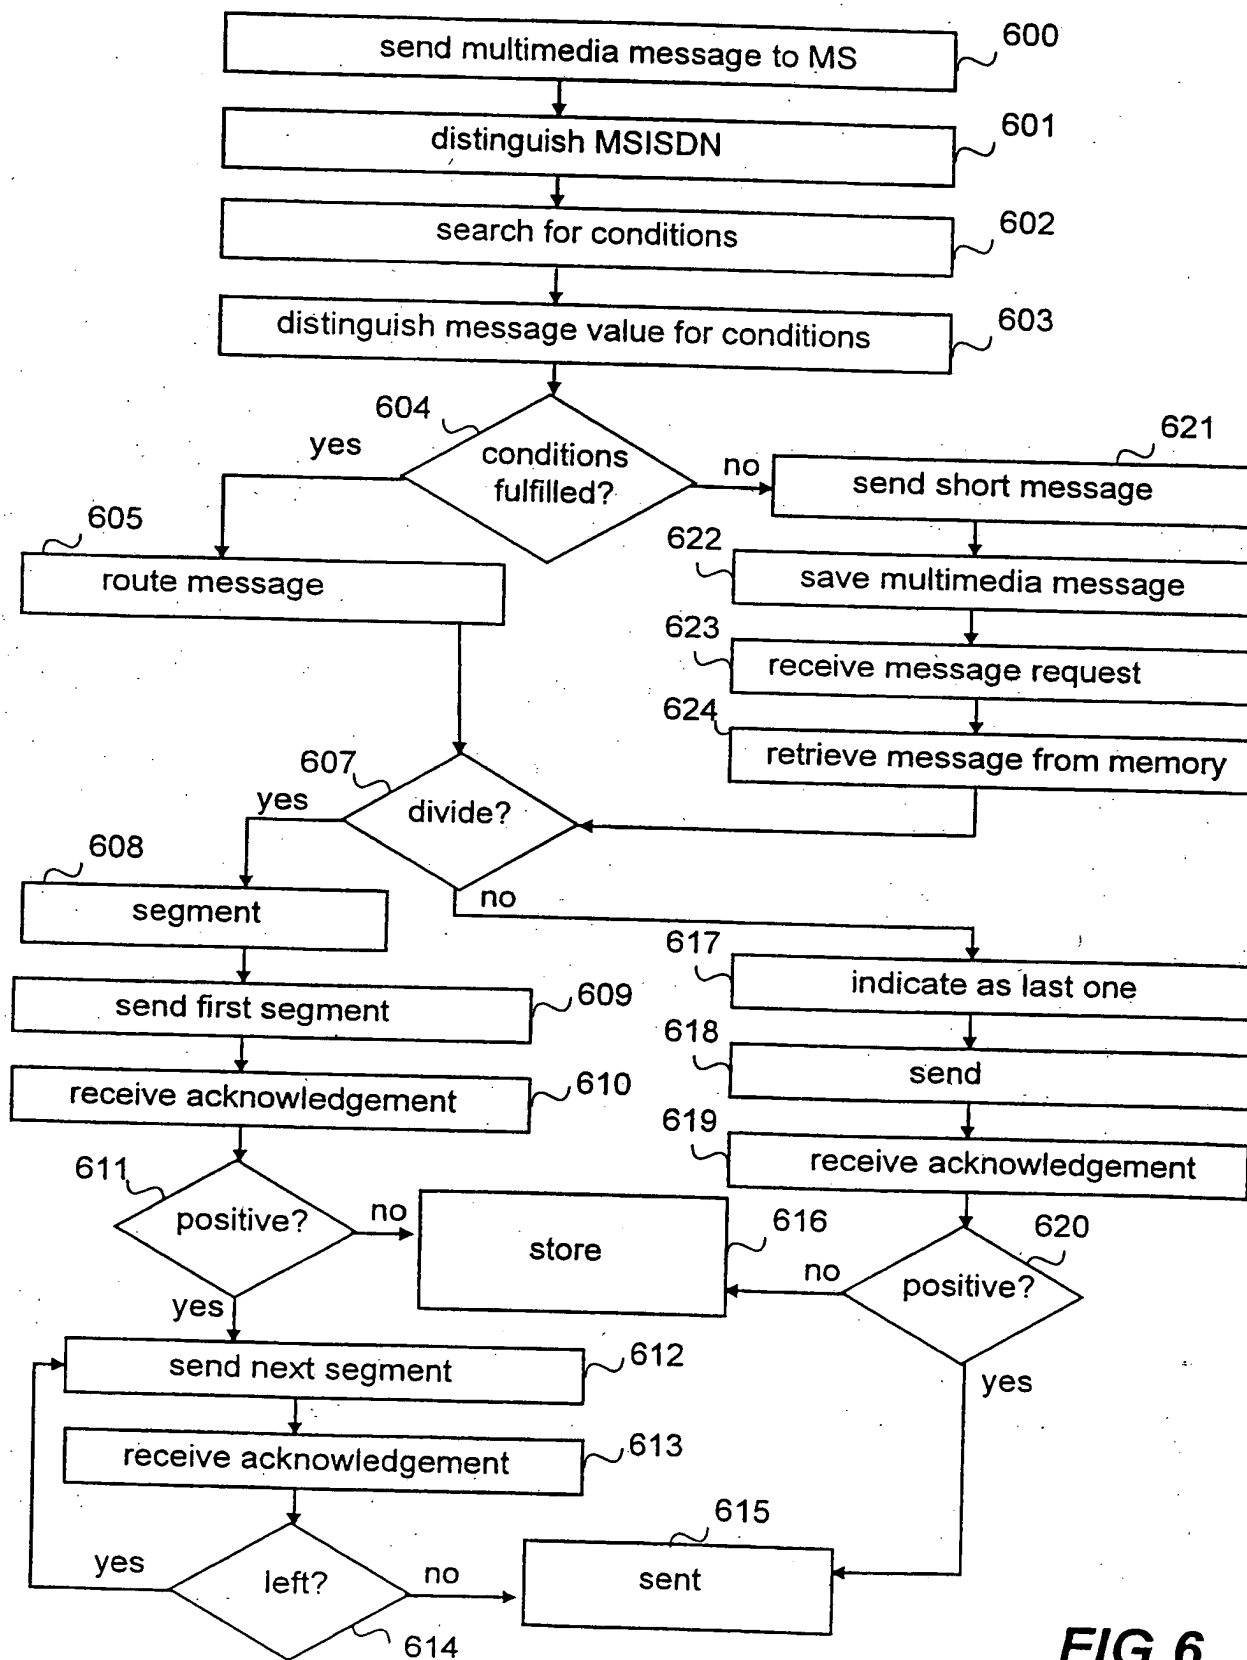 send multimedia message to MS
600
distinguish MSISDN
601
search for conditions
602
distinguish message value for conditions
603
604
conditions
fulfilled?
yes
no
621
send short message
605
route message
622
save multimedia message
623
receive message request
624
retrieve message from memory
607
divide?
yes
no
608
segment
617
indicate as last one
send first segment
609
618
send
receive acknowledgement
610
619
receive acknowledgement
611
positive?
no
store
616
620
positive?
no
yes
yes
send next segment
612
receive acknowledgement
613
615
sent
left?
yes
no
614
FIG 6